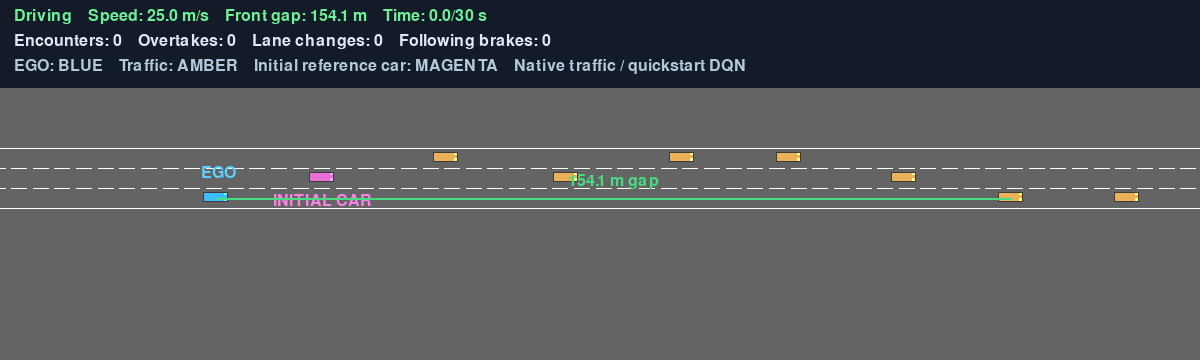 Driving Speed: 25.0 m/s Front gap: 154.1 m Time: 0.0/30 s
Encounters: 0 Overtakes: 0 Lane changes: 0 Following brakes: 0
EGO: BLUE Traffic: AMBER Initial reference car: MAGENTA Native traffic / quickstart DQN
EGO
154.1 m gap
INITIAL CAR